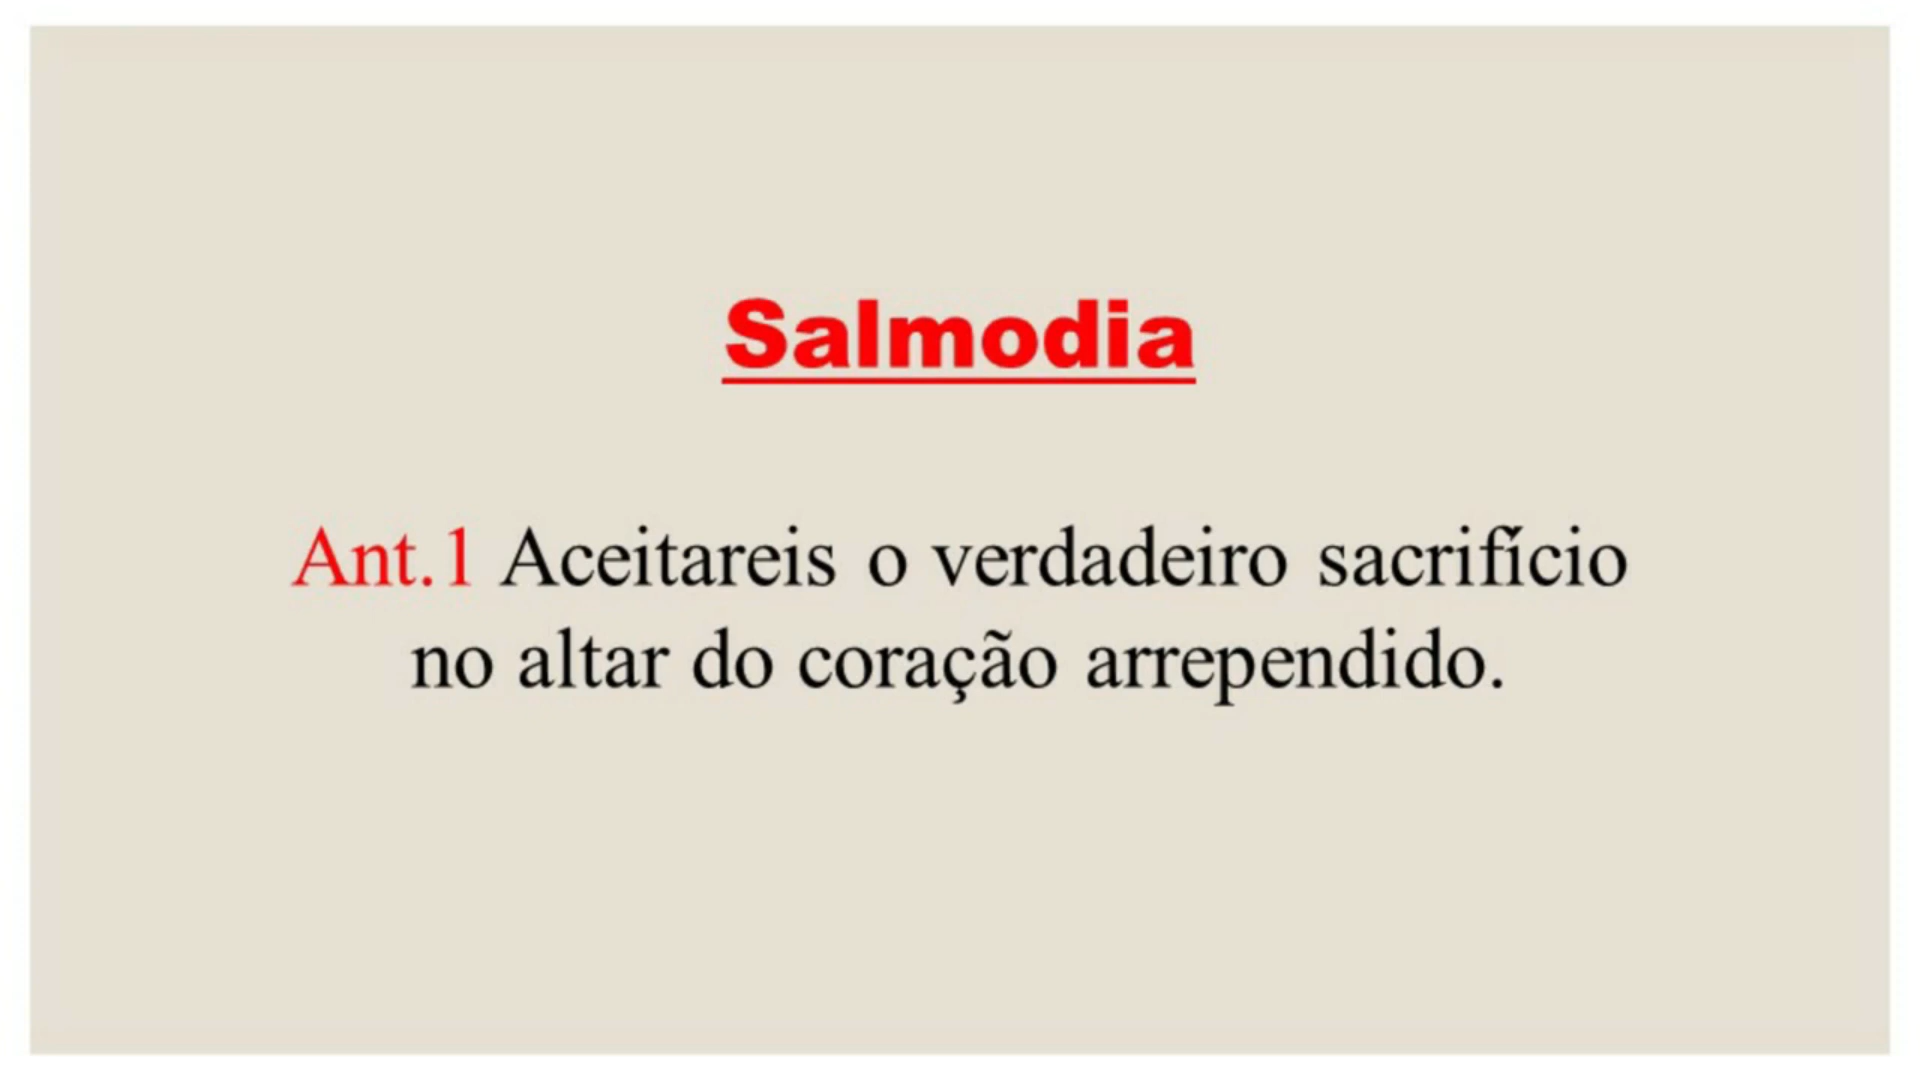 Salmodia
Ant.1 Aceitareis o verdadeiro sacrifício
no altar do coração arrependido.